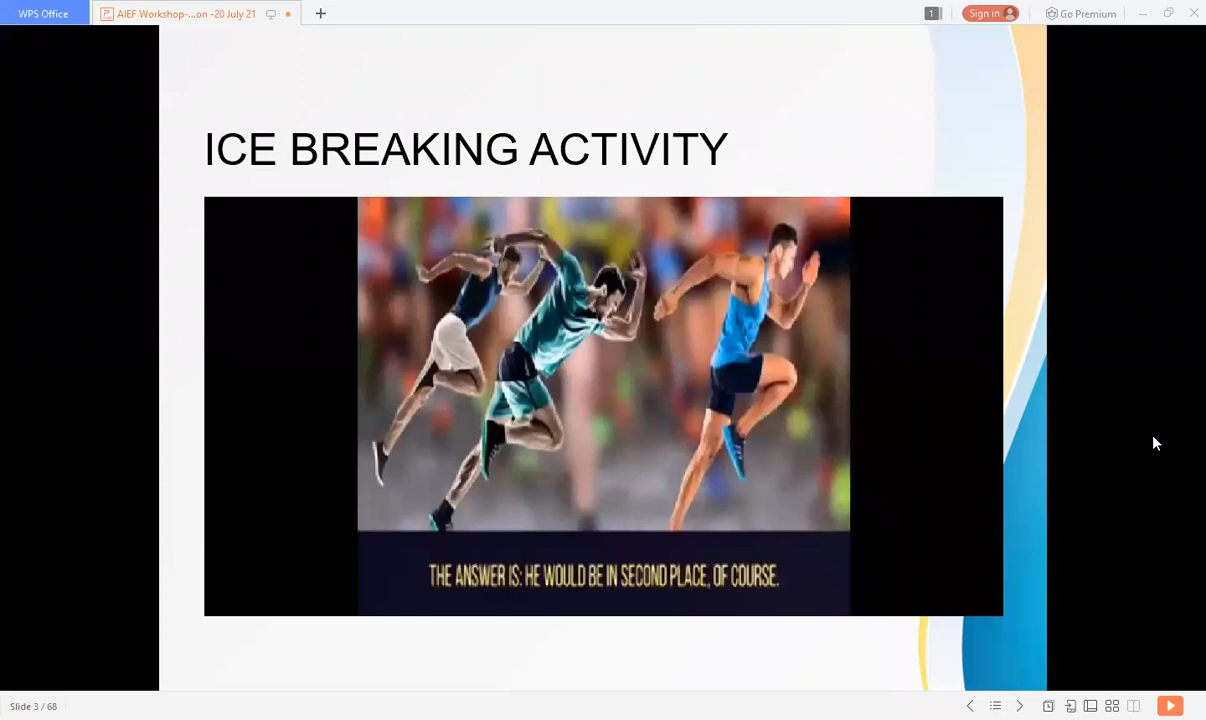 WPS Office
AIEF Workshop-...on -20 July 21
1
Sign in
Go Premium
ICE BREAKING ACTIVITY
THE ANSWER IS: HE WOULD BE IN SECOND PLACE, OF COURSE.
Slide 3 / 68